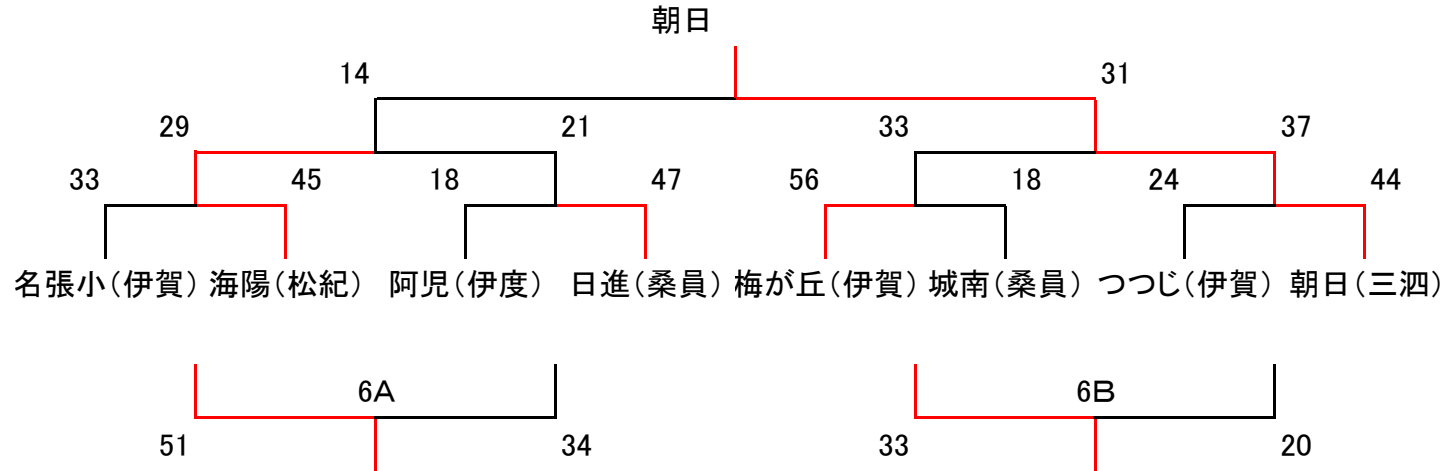 朝日
14 31
29 21 33 37
33 45 18 47 56 18 24 44
名張小(伊賀) 海陽(松紀) 阿児(伊度) 日進(桑員) 梅が丘(伊賀) 城南(桑員) つつじ(伊賀) 朝日(三泗)
6A 6B
51 34 33 20